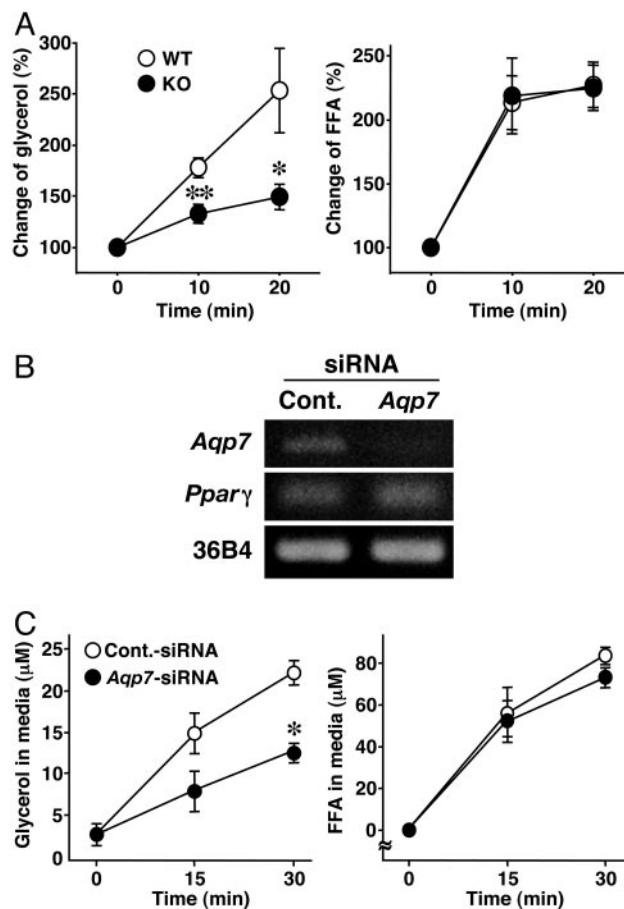 A
Change of glycerol (%)
300
250
200
150
100
WT
KO
**
*
0 10 20
Time (min)
Change of FFA (%)
250
200
150
100
0 10 20
Time (min)
B
siRNA
Cont. Aqp7
Aqp7
Pparγ
36B4
C
Glycerol in media (μM)
25
20
15
10
5
0
Cont.-siRNA
Aqp7-siRNA
*
0 15 30
Time (min)
FFA in media (μM)
80
60
40
20
0
≈
0 15 30
Time (min)